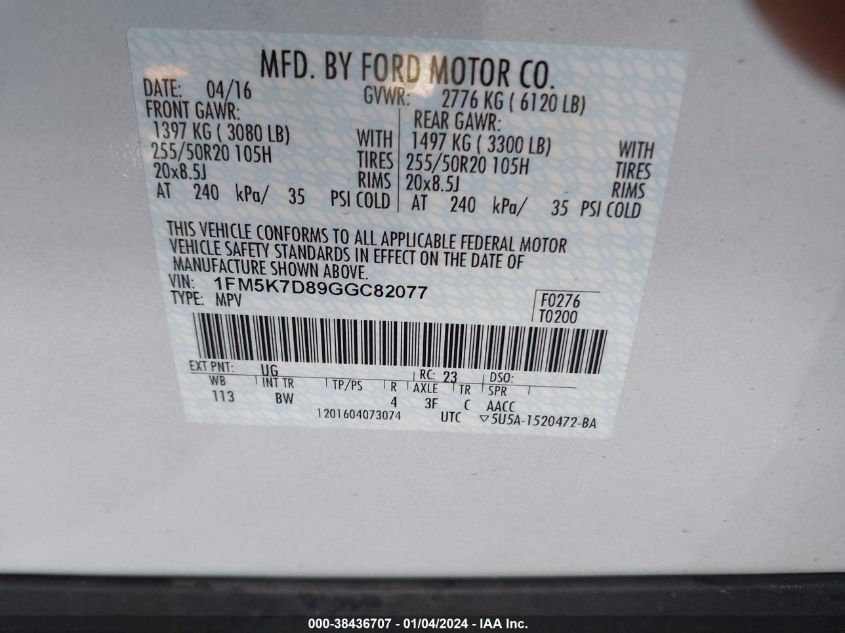 MFD. BY FORD MOTOR CO.
DATE: 04/16 GVWR: 2776 KG ( 6120 LB)
FRONT GAWR: REAR GAWR:
1397 KG ( 3080 LB) WITH 1497 KG ( 3300 LB) WITH
255/50R20 105H TIRES 255/50R20 105H TIRES
20x8.5J RIMS 20x8.5J RIMS
AT 240 kPa/ 35 PSI COLD AT 240 kPa/ 35 PSI COLD
THIS VEHICLE CONFORMS TO ALL APPLICABLE FEDERAL MOTOR
VEHICLE SAFETY STANDARDS IN EFFECT ON THE DATE OF
MANUFACTURE SHOWN ABOVE.
VIN: 1FM5K7D89GGC82077 F0276
TYPE: MPV T0200
EXT PNT: UG RC: 23 DSO:
WB INT TR TP/PS R AXLE TR SPR
113 BW 4 3F C AACC
1201604073074 UTC ▽5U5A-1520472-BA
000-38436707 - 01/04/2024 - IAA Inc.